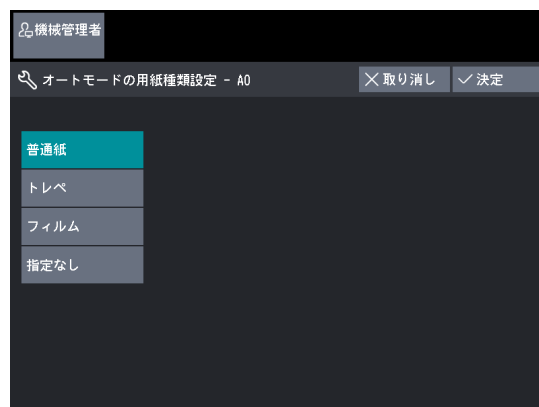 機械管理者
オートモードの用紙種類設定 - A0
取り消し
決定
普通紙
トレペ
フィルム
指定なし